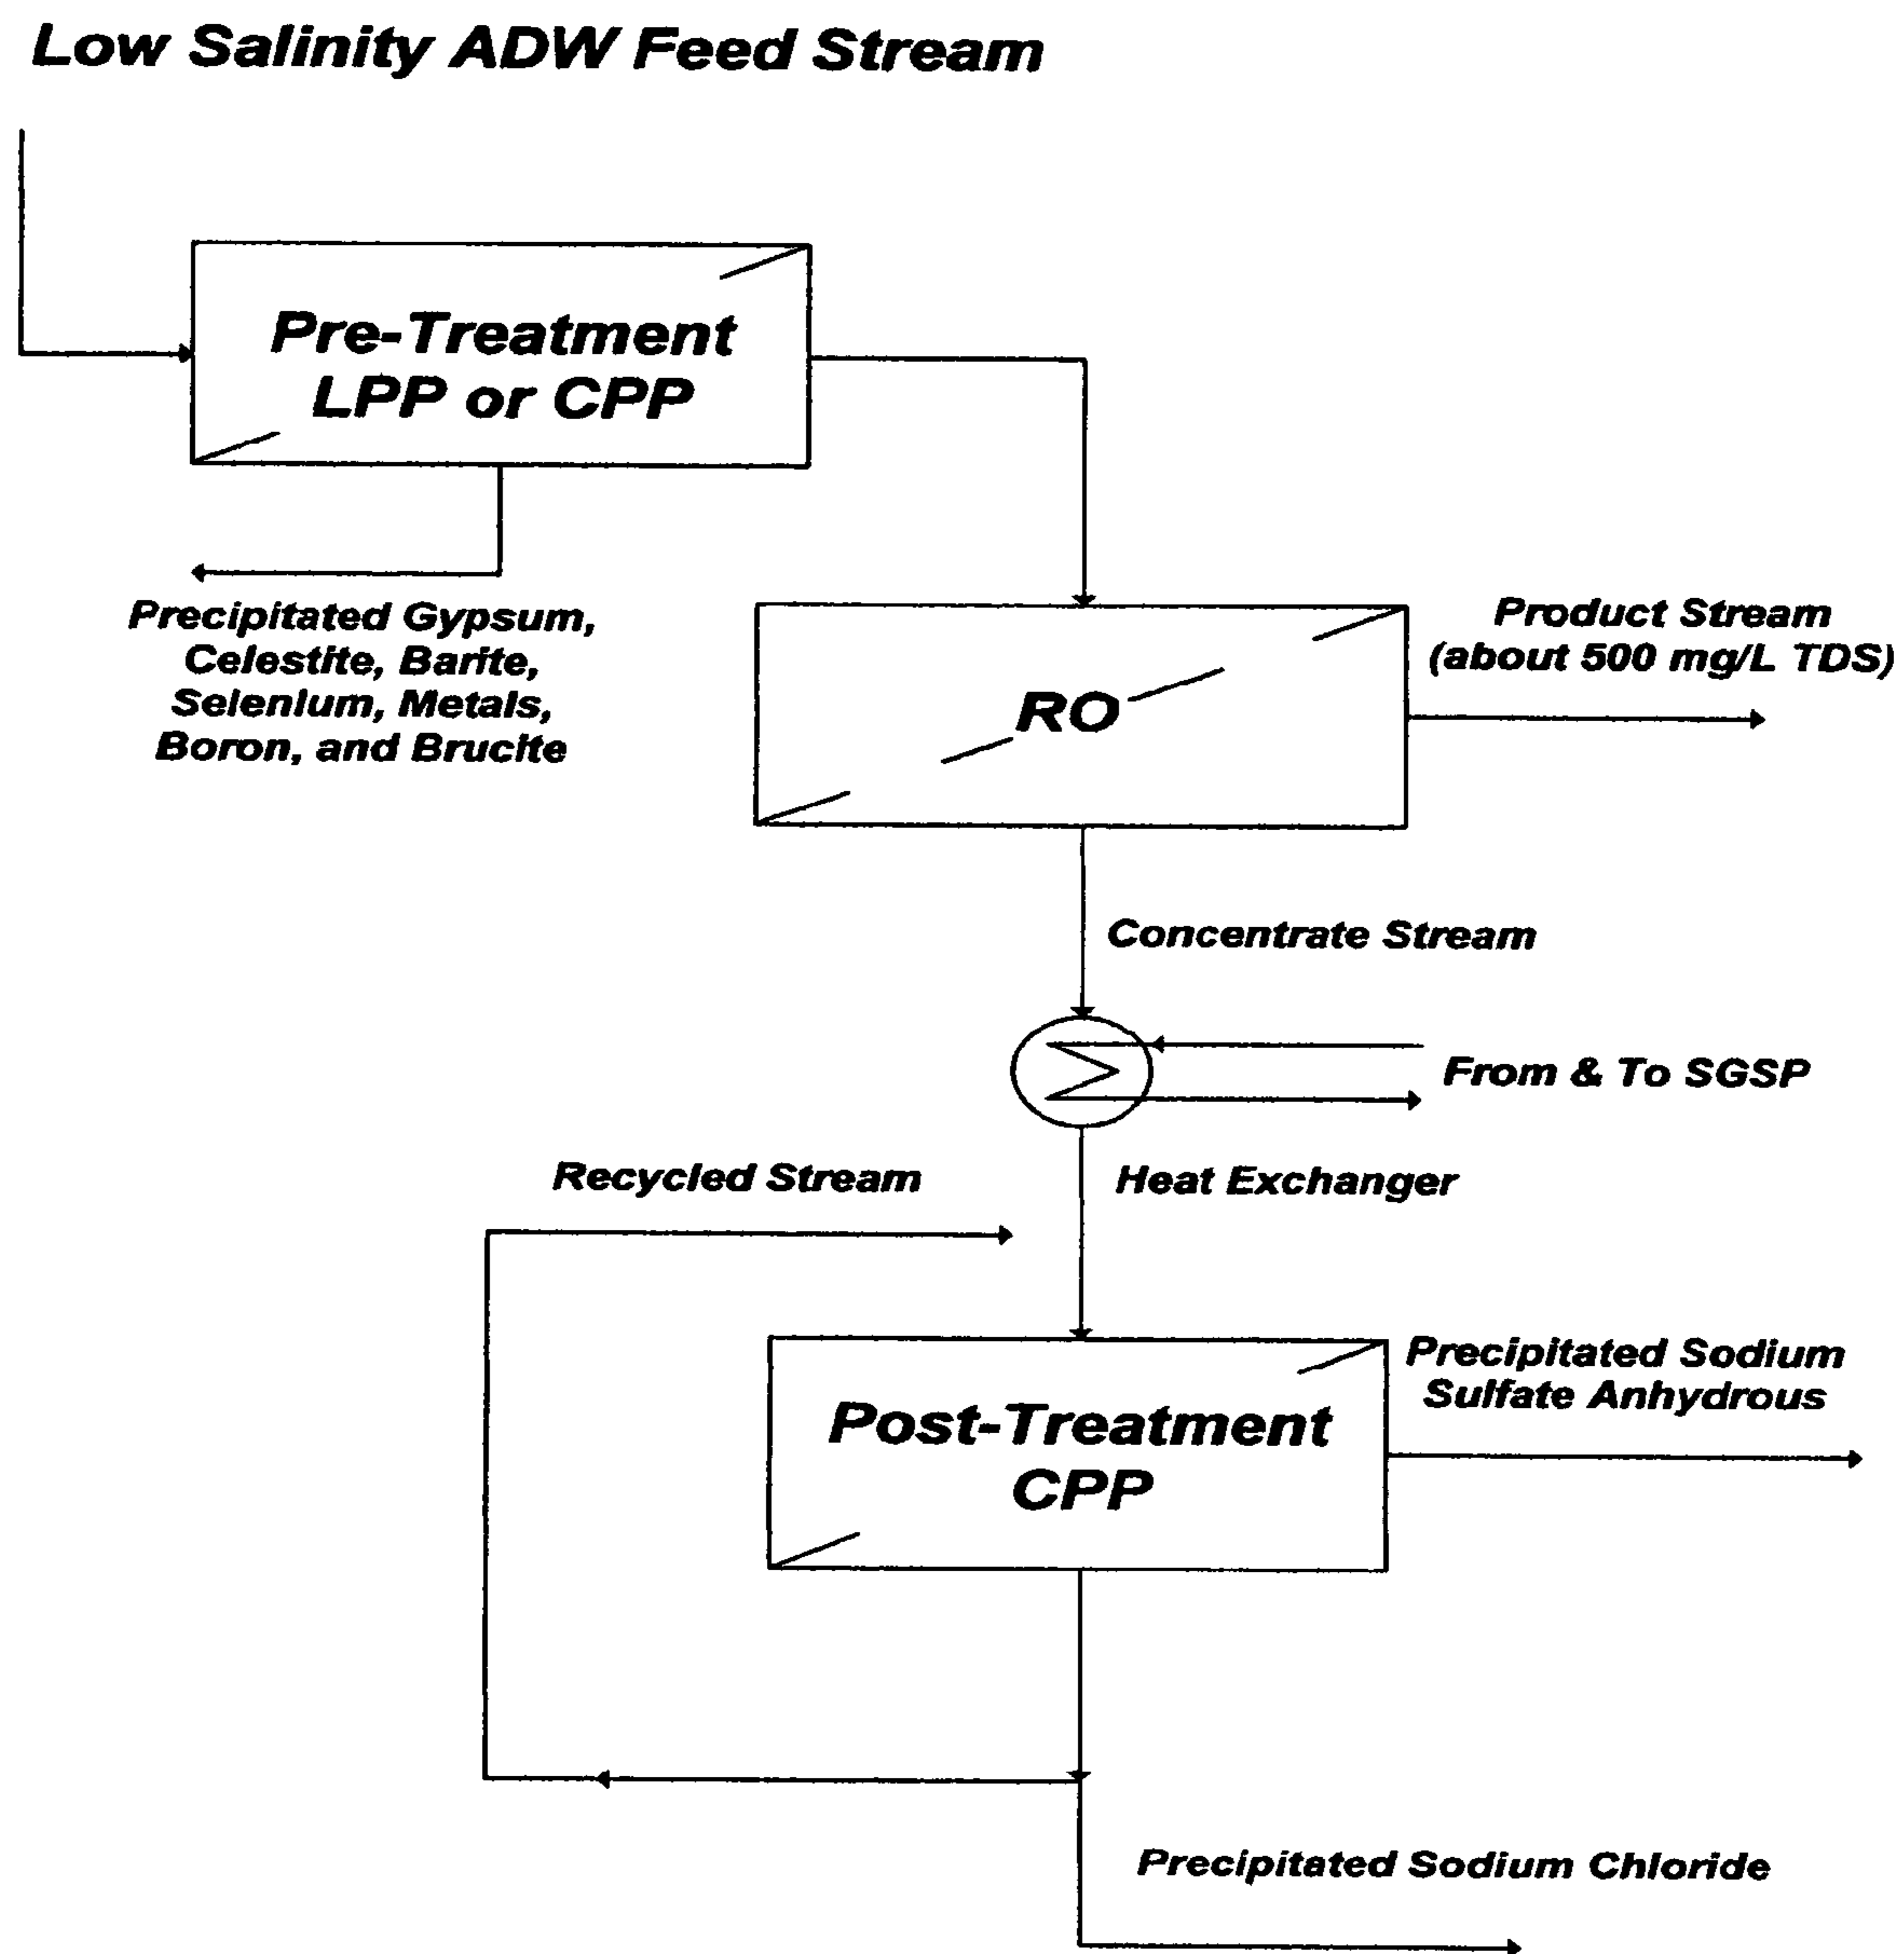 Low Salinity ADW Feed Stream
Pre-Treatment
LPP or CPP
Precipitated Gypsum,
Celestite, Barite,
Selenium, Metals,
Boron, and Brucite
RO
Product Stream
(about 500 mg/L TDS)
Concentrate Stream
From & To SGSP
Recycled Stream
Heat Exchanger
Post-Treatment
CPP
Precipitated Sodium
Sulfate Anhydrous
Precipitated Sodium Chloride